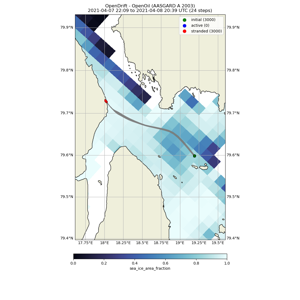 OpenDrift - OpenOil (AASGARD A 2003)
2021-04-07 22:09 to 2021-04-08 20:39 UTC (24 steps)
initial (3000)
active (0)
stranded (3000)
79.9°N 79.9°N
79.8°N 79.8°N
79.7°N 79.7°N
79.6°N 79.6°N
79.5°N 79.5°N
79.4°N 79.4°N
17.75°E 18°E 18.25°E 18.5°E 18.75°E 19°E 19.25°E 19.5°E
0.0 0.2 0.4 0.6 0.8 1.0
sea_ice_area_fraction